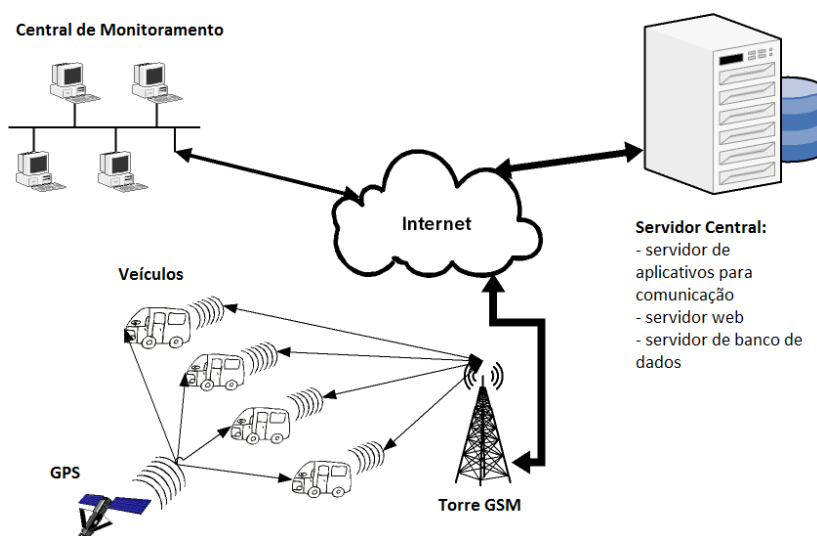 Central de Monitoramento
Internet
Servidor Central:
- servidor de
aplicativos para
comunicação
- servidor web
- servidor de banco de
dados
Veículos
GPS
Torre GSM